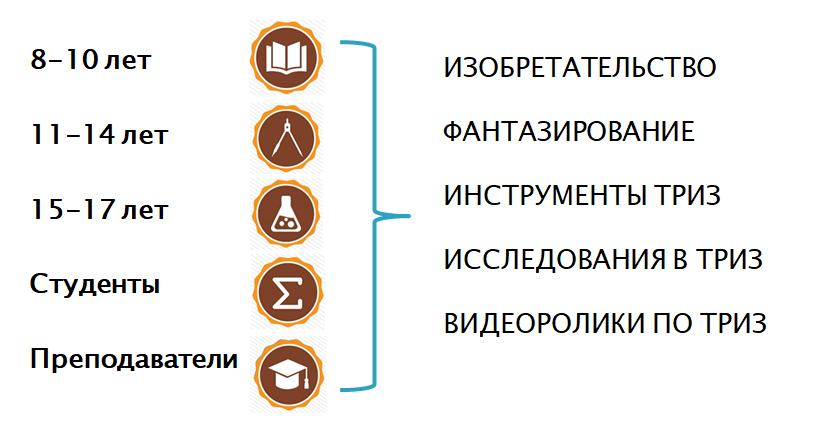 8-10 лет
11-14 лет
15-17 лет
Студенты
Преподаватели
ИЗОБРЕТАТЕЛЬСТВО
ФАНТАЗИРОВАНИЕ
ИНСТРУМЕНТЫ ТРИЗ
ИССЛЕДОВАНИЯ В ТРИЗ
ВИДЕОРОЛИКИ ПО ТРИЗ
Σ